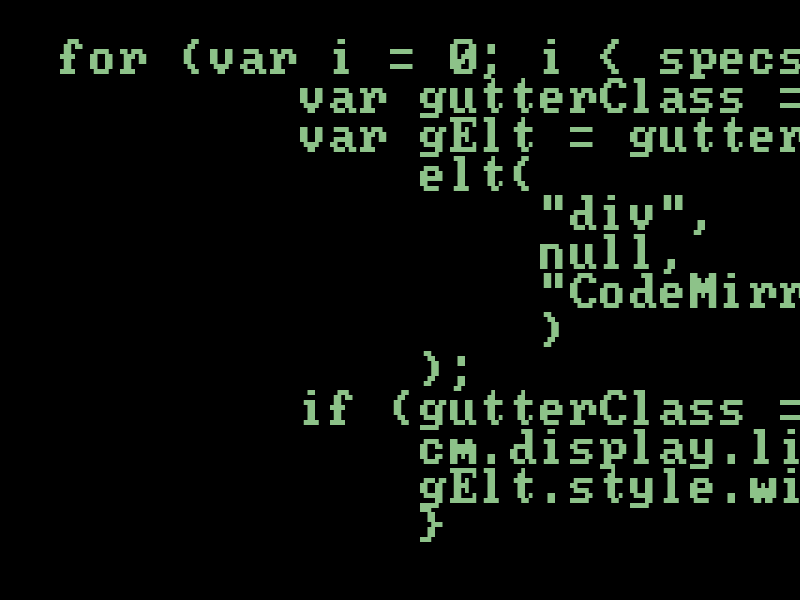 for (var i = 0; i { specs
var gutterClass =
var gElt = gutter
elt(
"div",
null,
"CodeMirr
)
);
if (gutterClass =
cm.display.li
gElt.style.wi
}